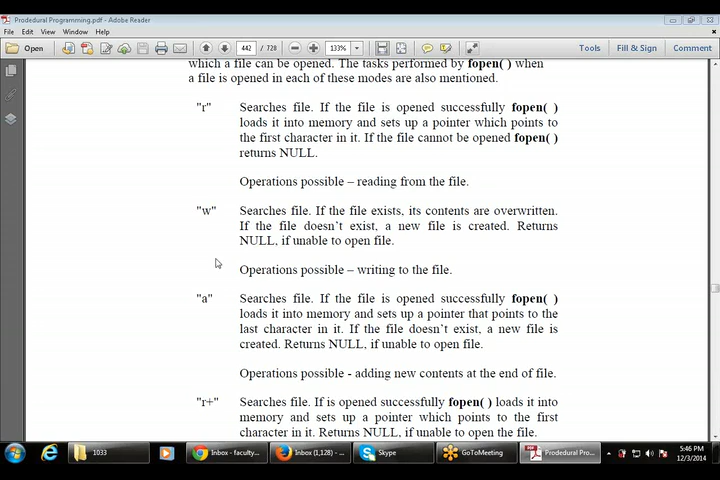 Prodedural Programming.pdf - Adobe Reader
File Edit View Window Help
Open 442 / 728 133% Tools Fill & Sign Comment
which a file can be opened. The tasks performed by fopen( ) when
a file is opened in each of these modes are also mentioned.
"r" Searches file. If the file is opened successfully fopen( )
loads it into memory and sets up a pointer which points to
the first character in it. If the file cannot be opened fopen( )
returns NULL.
Operations possible – reading from the file.
"w" Searches file. If the file exists, its contents are overwritten.
If the file doesn't exist, a new file is created. Returns
NULL, if unable to open file.
Operations possible – writing to the file.
"a" Searches file. If the file is opened successfully fopen( )
loads it into memory and sets up a pointer that points to the
last character in it. If the file doesn't exist, a new file is
created. Returns NULL, if unable to open file.
Operations possible - adding new contents at the end of file.
"r+" Searches file. If is opened successfully fopen( ) loads it into
memory and sets up a pointer which points to the first
character in it. Returns NULL, if unable to open the file.
1033 Inbox - faculty... Inbox (1,128) - ... Skype GoToMeeting Prodedural Pro...
5:46 PM
12/3/2014